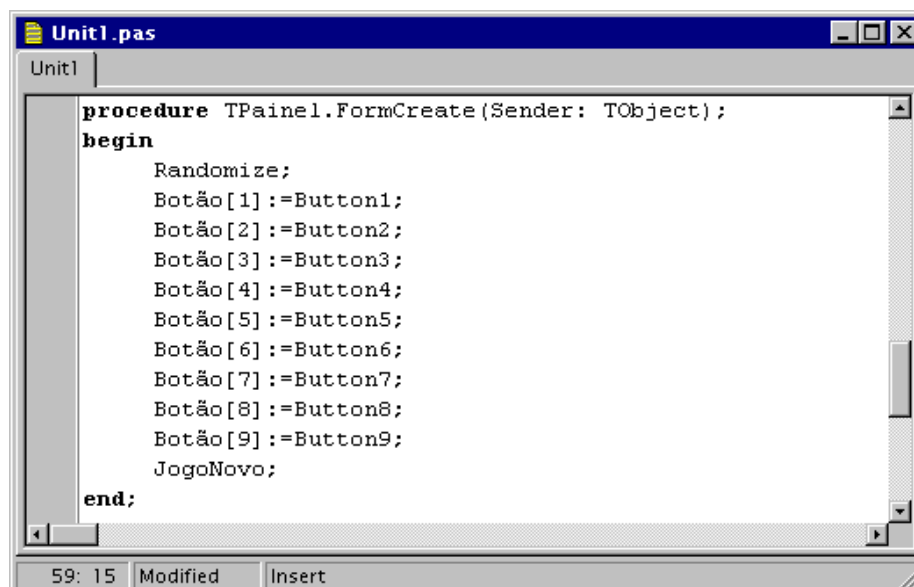 Unit1.pas
Unit1
procedure TPainel.FormCreate(Sender: TObject);
begin
Randomize;
Botão[1]:=Button1;
Botão[2]:=Button2;
Botão[3]:=Button3;
Botão[4]:=Button4;
Botão[5]:=Button5;
Botão[6]:=Button6;
Botão[7]:=Button7;
Botão[8]:=Button8;
Botão[9]:=Button9;
JogoNovo;
end;
59: 15 Modified Insert